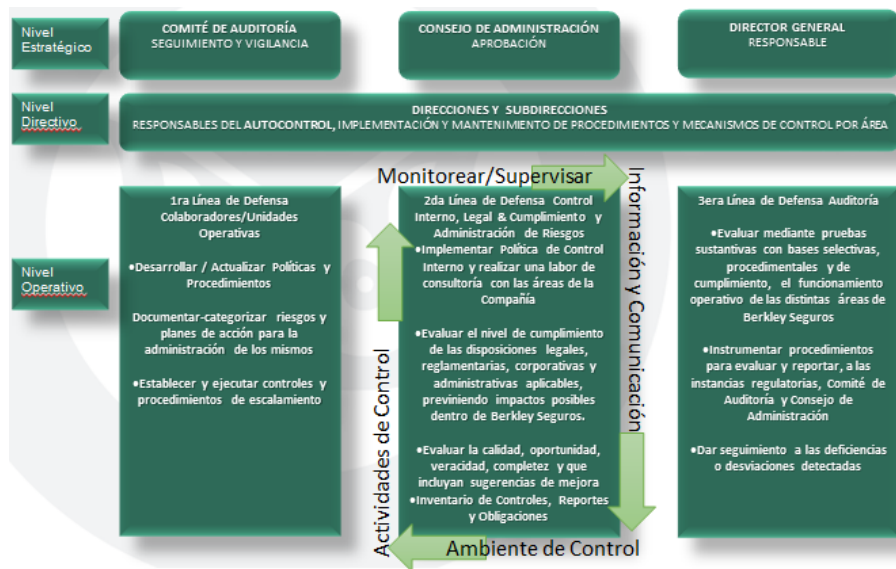 Nivel
Estratégico
COMITÉ DE AUDITORÍA
SEGUIMIENTO Y VIGILANCIA
CONSEJO DE ADMINISTRACIÓN
APROBACIÓN
DIRECTOR GENERAL
RESPONSABLE
Nivel
Directivo
DIRECCIONES Y SUBDIRECCIONES
RESPONSABLES DEL AUTOCONTROL, IMPLEMENTACIÓN Y MANTENIMIENTO DE PROCEDIMIENTOS Y MECANISMOS DE CONTROL POR ÁREA
Monitorear/Supervisar
Nivel
Operativo
1ra Línea de Defensa
Colaboradores/Unidades
Operativas
•Desarrollar / Actualizar Políticas y
Procedimientos
Documentar-categorizar riesgos y
planes de acción para la
administración de los mismos
•Establecer y ejecutar controles y
procedimientos de escalamiento
Actividades de Control
2da Línea de Defensa Control
Interno, Legal & Cumplimiento y
Administración de Riesgos
•Implementar Política de Control
Interno y realizar una labor de
consultoría con las áreas de la
Compañía
•Evaluar el nivel de cumplimiento
de las disposiciones legales,
reglamentarias, corporativas y
administrativas aplicables,
previniendo impactos posibles
dentro de Berkley Seguros.
•Evaluar la calidad, oportunidad,
veracidad, completez y que
incluyan sugerencias de mejora
•Inventario de Controles, Reportes
y Obligaciones
Información y Comunicación
3era Línea de Defensa Auditoría
•Evaluar mediante pruebas
sustantivas con bases selectivas,
procedimentales y de
cumplimiento, el funcionamiento
operativo de las distintas áreas de
Berkley Seguros
•Instrumentar procedimientos
para evaluar y reportar, a las
instancias regulatorias, Comité de
Auditoría y Consejo de
Administración
•Dar seguimiento a las deficiencias
o desviaciones detectadas
Ambiente de Control